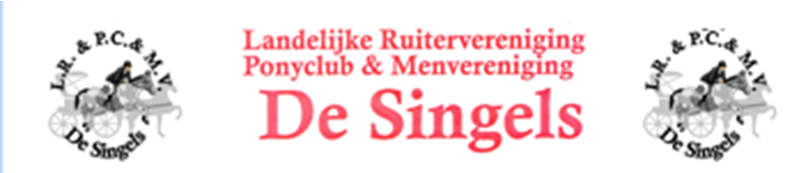 L.R. & P.C. & M.V.
"De Singels"
Landelijke Ruitervereniging
Ponyclub & Menvereniging
De Singels
L.R. & P.C. & M.V.
"De Singels"